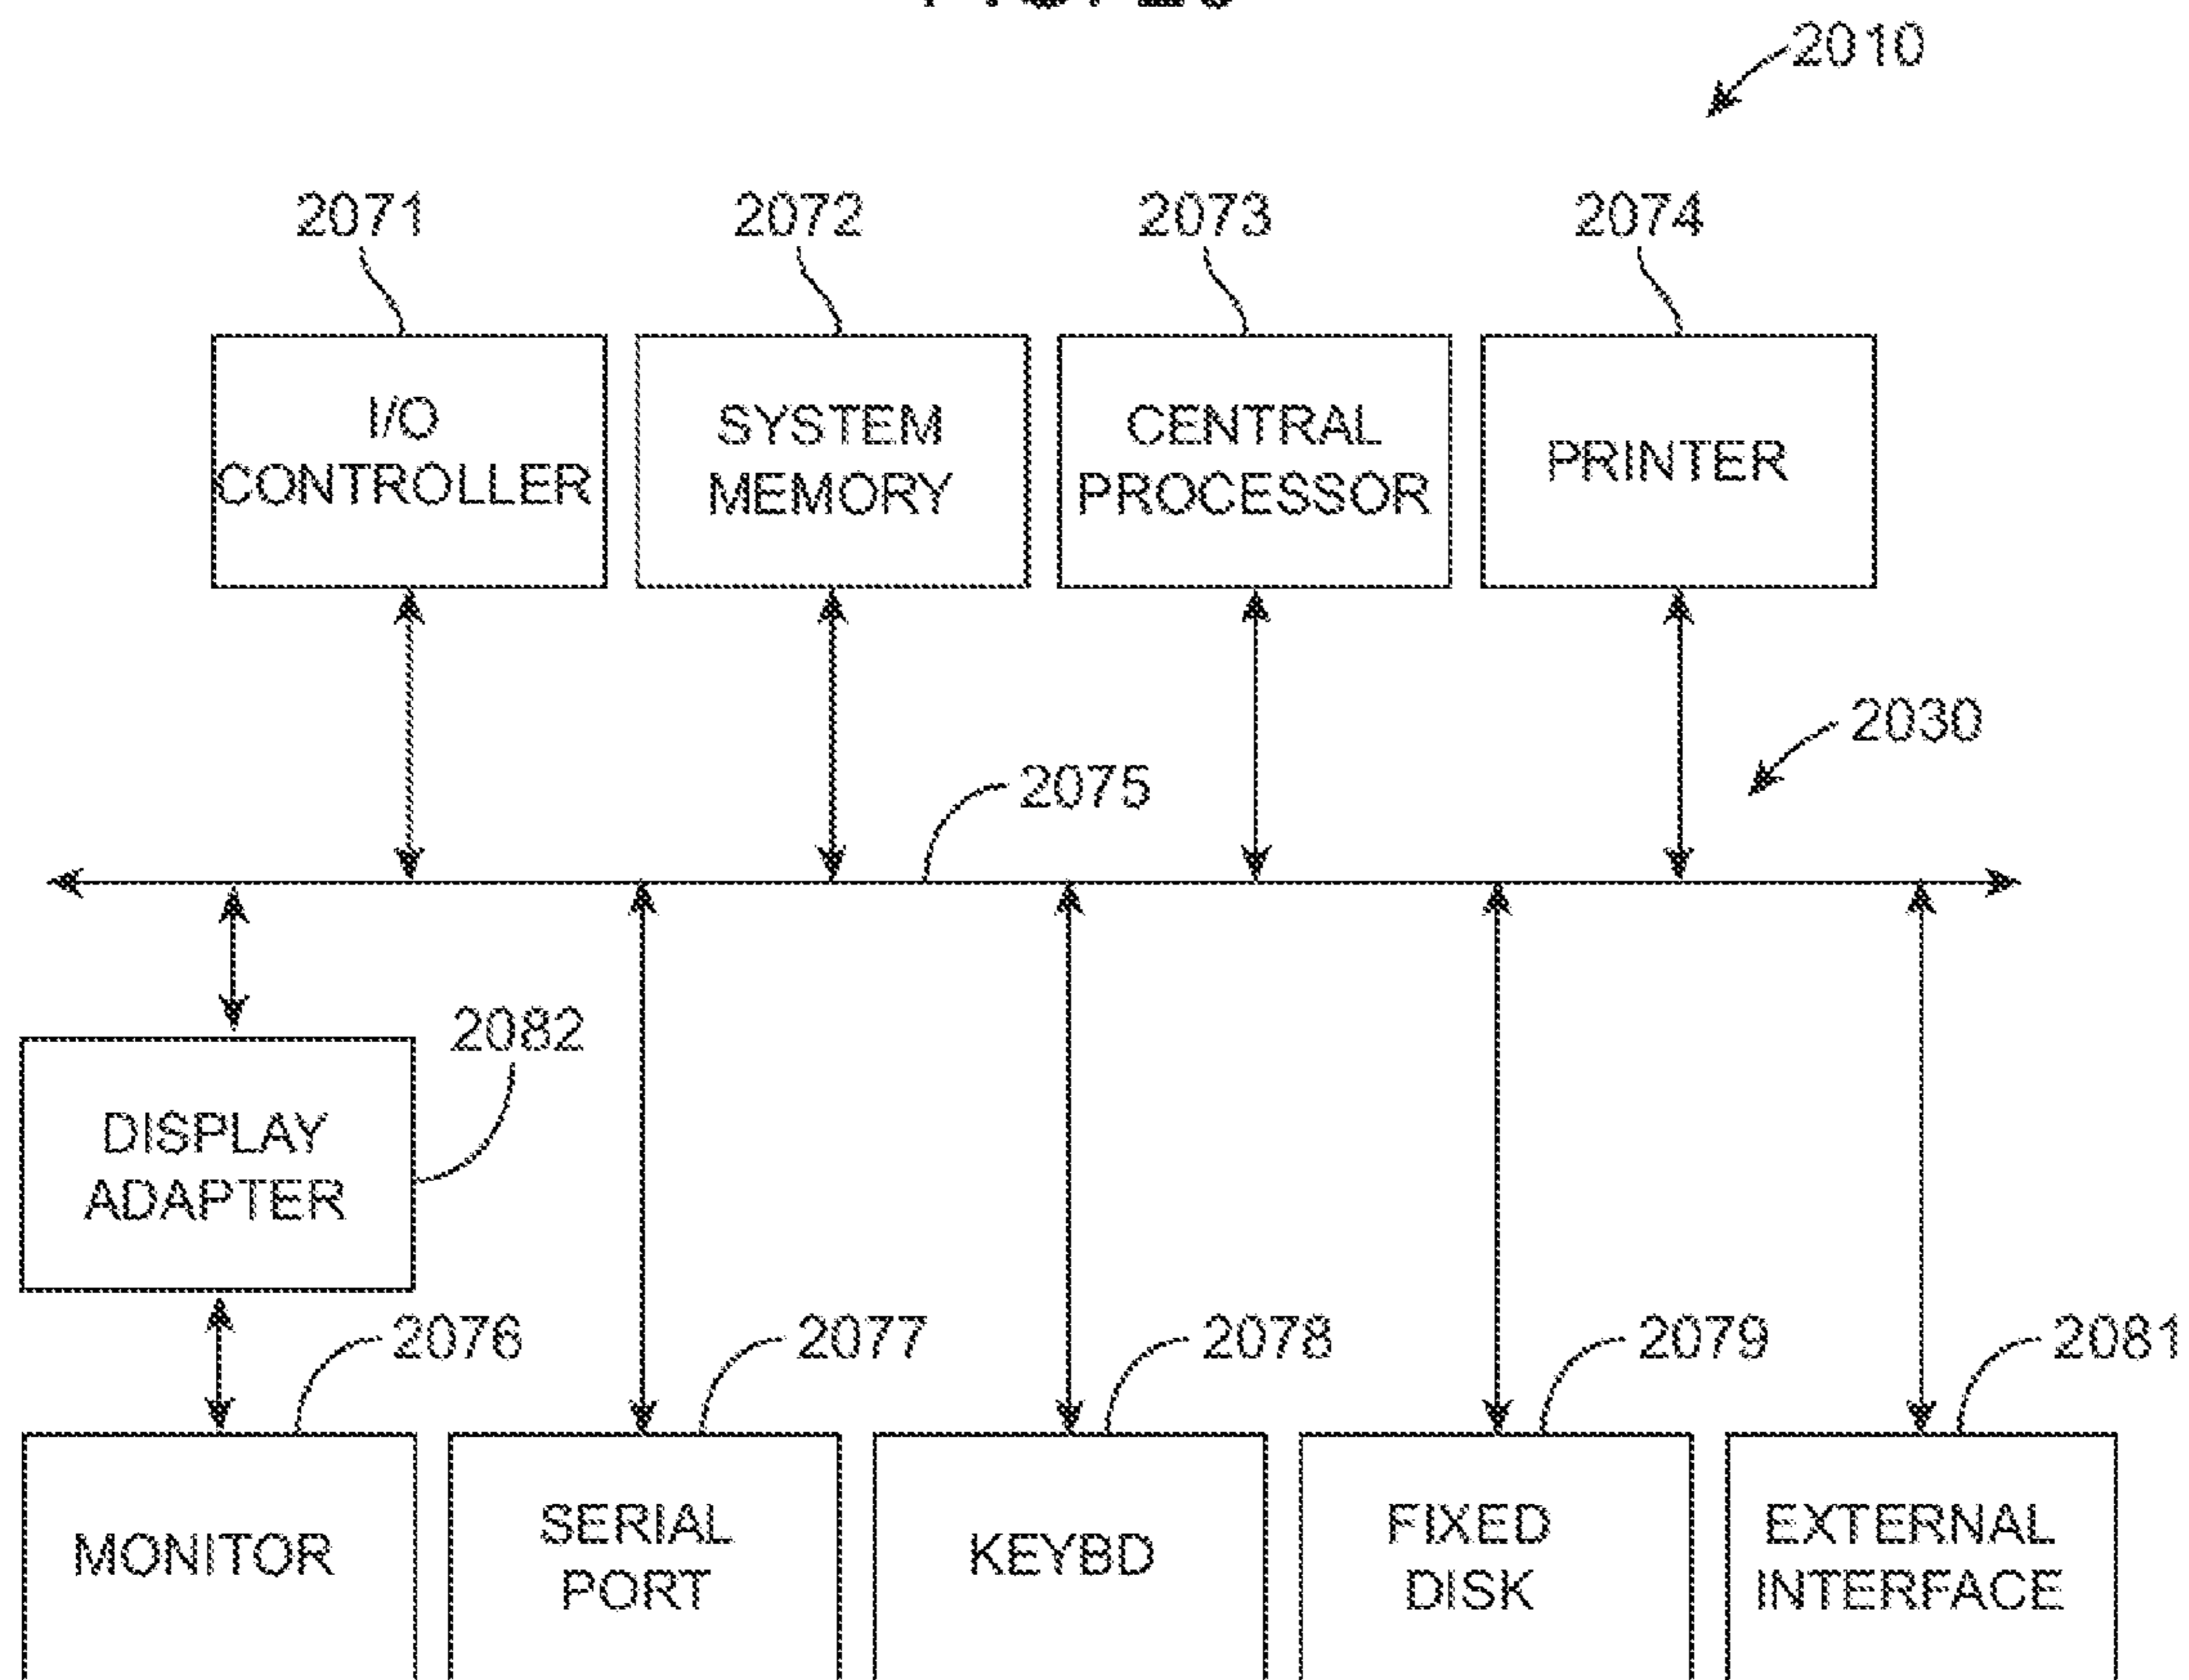 2010
2071
2072
2073
2074
I/O
CONTROLLER
SYSTEM
MEMORY
CENTRAL
PROCESSOR
PRINTER
2030
2075
2082
DISPLAY
ADAPTER
2076
2077
2078
2079
2081
MONITOR
SERIAL
PORT
KEYBD
FIXED
DISK
EXTERNAL
INTERFACE